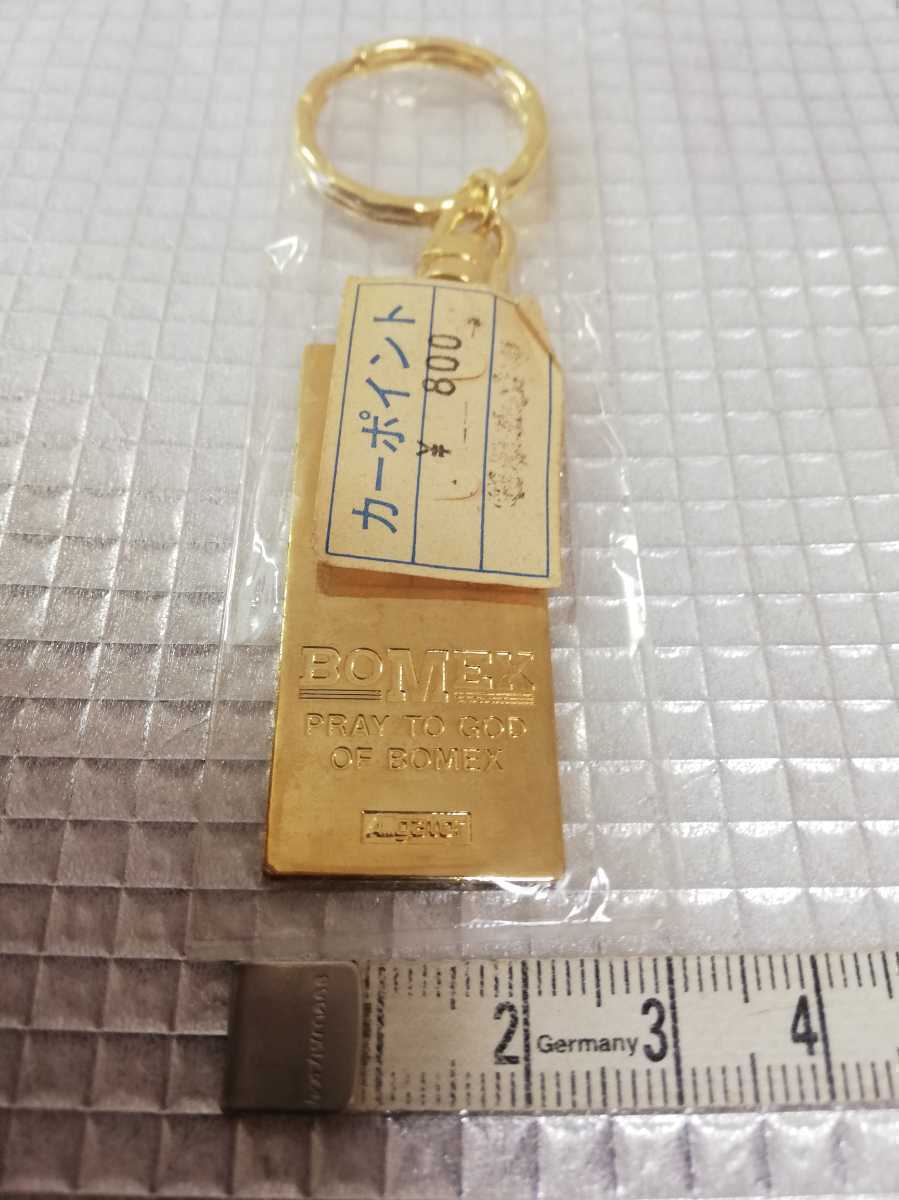 カーポイント
¥ 800
BOMEX
PRAY TO GOD
OF BOMEX
2 Germany 3 4